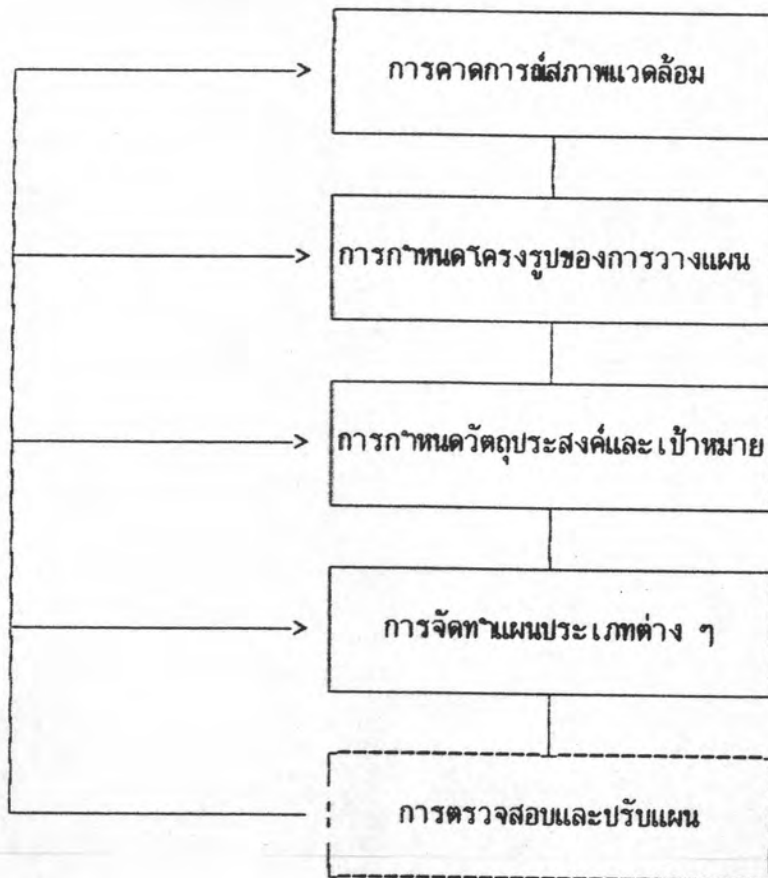 การคาดการณ์สภาพแวดล้อม
การกำหนดโครงรูปของการวางแผน
การกำหนดวัตถุประสงค์และเป้าหมาย
การจัดทำแผนประเภทต่าง ๆ
การตรวจสอบและปรับแผน